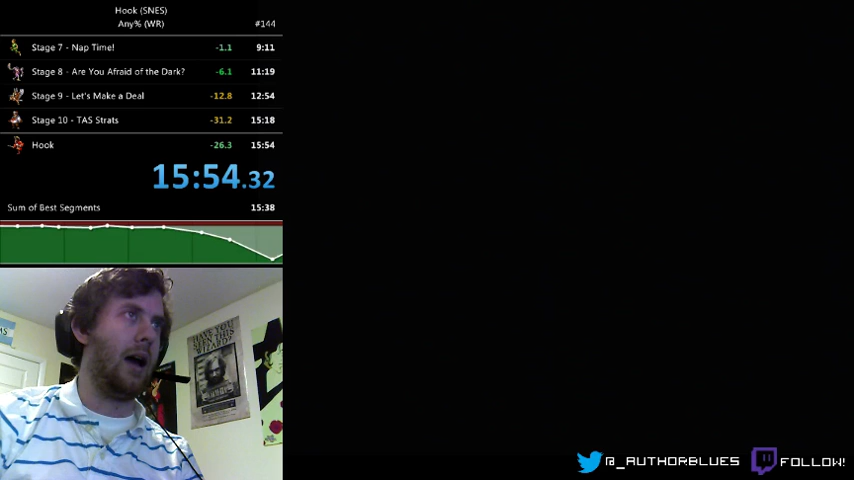 Hook (SNES)
Any% (WR) #144
Stage 7 - Nap Time! -1.1 9:11
Stage 8 - Are You Afraid of the Dark? -6.1 11:19
Stage 9 - Let's Make a Deal -12.8 12:54
Stage 10 - TAS Strats -31.2 15:18
Hook -26.3 15:54
15:54.32
Sum of Best Segments 15:38
HAVE YOU
SEEN THIS
WIZARD?
@_AUTHORBLUES FOLLOW!